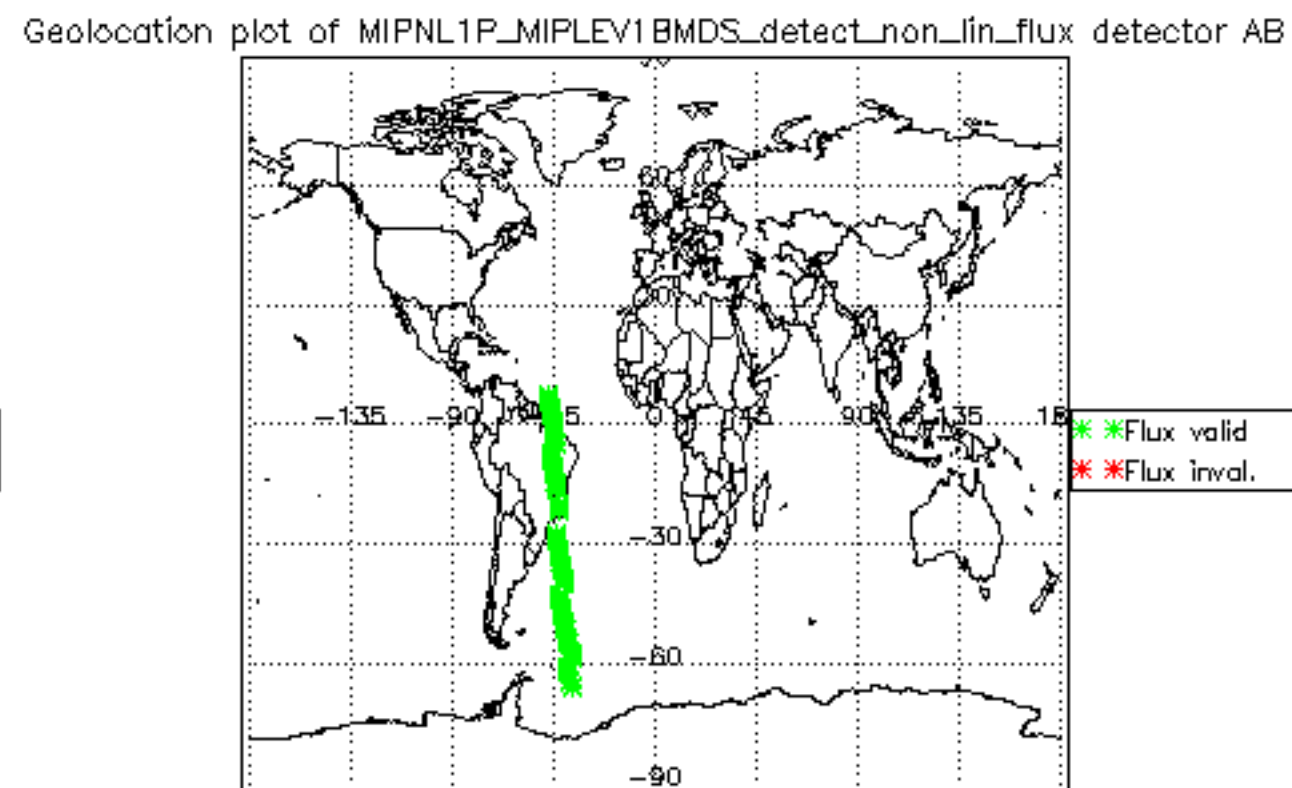 Geolocation plot of MIPNL1P_MIPLEV1BMDS_detect_non_lin_flux detector AB
60
-135 -90 0 45 90 135
Flux valid
Flux inval.
-30
-60
-90